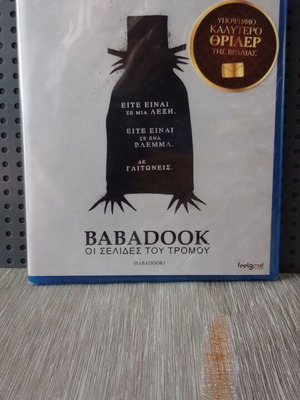 ΥΠΟΨΗΦΙΟ
ΚΑΛΥΤΕΡΟ
ΘΡΙΛΕΡ
ΤΗΣ ΒΡΑΔΙΑΣ
ΕΙΤΕ ΕΙΝΑΙ
ΣΕ ΜΙΑ ΛΕΞΗ.
ΕΙΤΕ ΕΙΝΑΙ
ΣΕ ΕΝΑ
ΒΛΕΜΜΑ.
ΔΕ
ΓΛΙΤΩΝΕΙΣ.
BABADOOK
ΟΙ ΣΕΛΙΔΕΣ ΤΟΥ ΤΡΟΜΟΥ
(BABADOOK)
feelgood